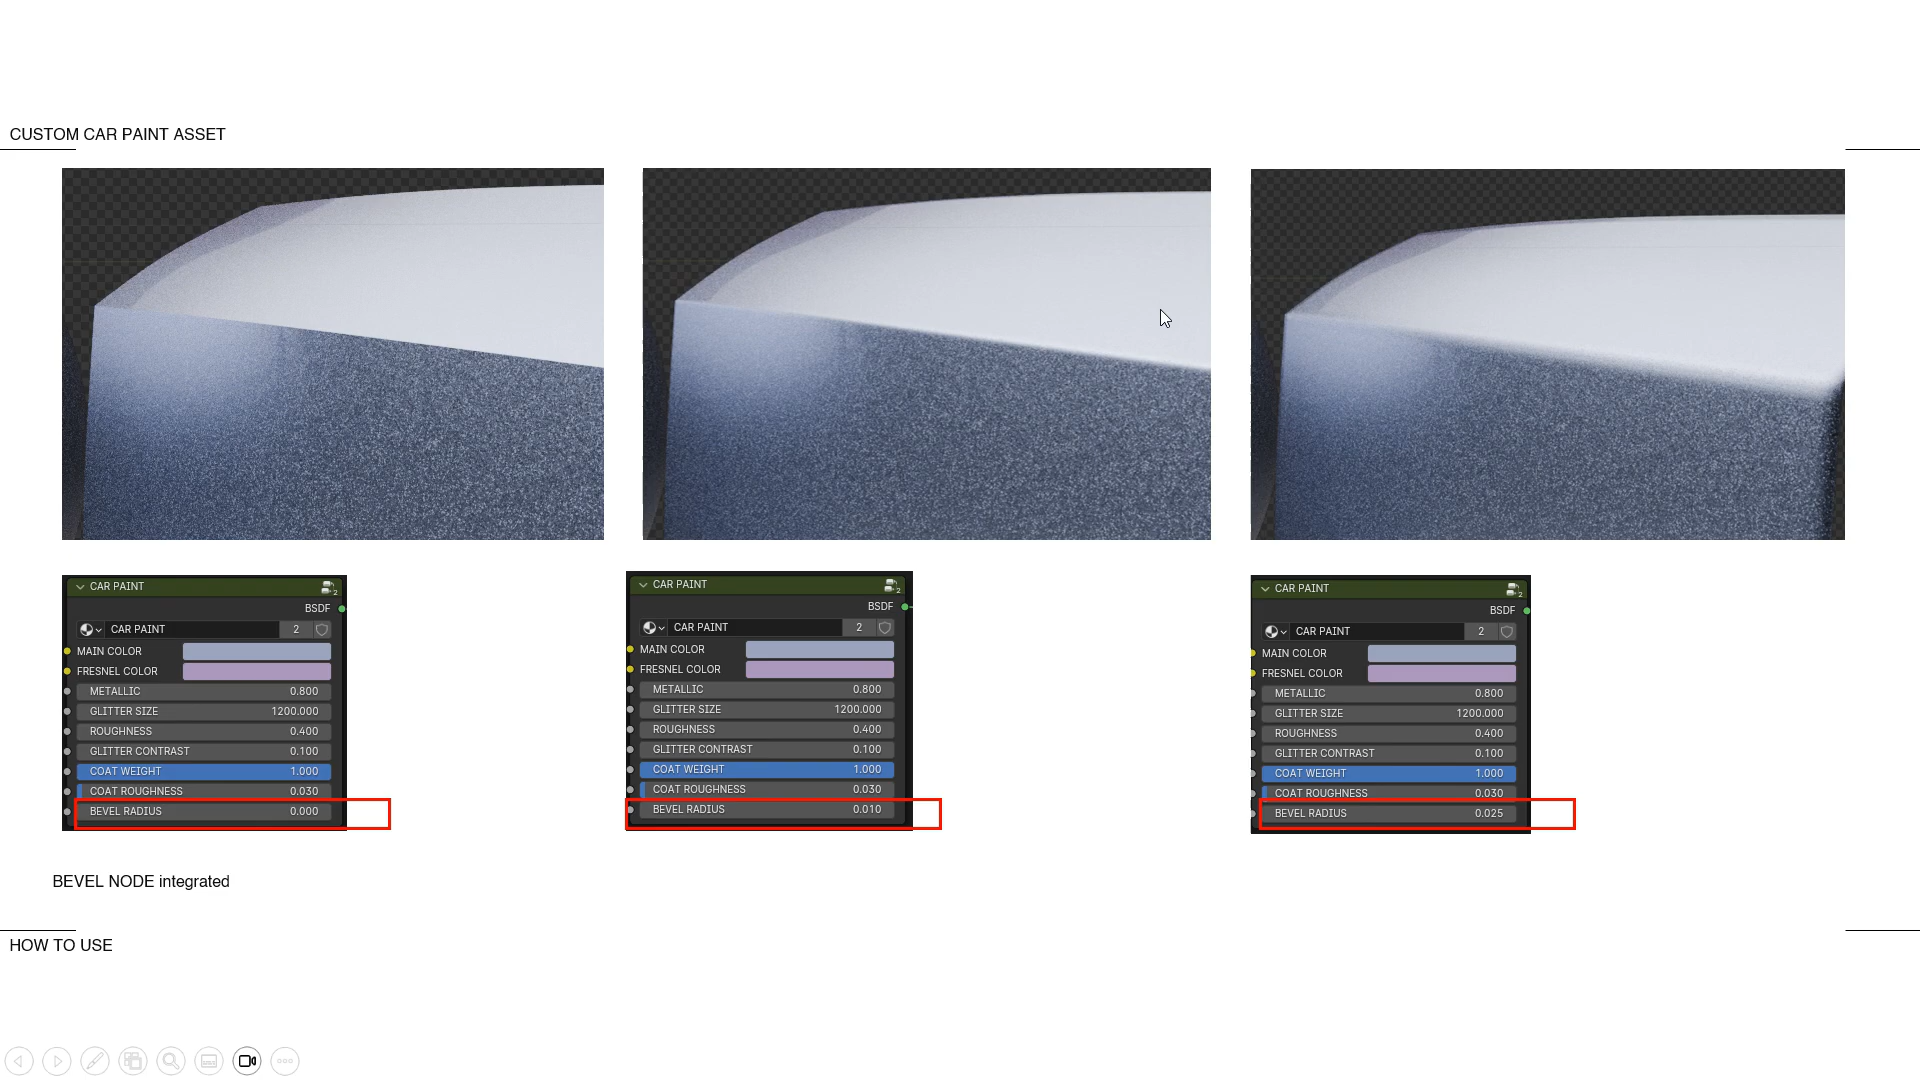 CUSTOM CAR PAINT ASSET
CAR PAINT
2
BSDF
CAR PAINT 2
MAIN COLOR
FRESNEL COLOR
METALLIC 0.800
GLITTER SIZE 1200.000
ROUGHNESS 0.400
GLITTER CONTRAST 0.100
COAT WEIGHT 1.000
COAT ROUGHNESS 0.030
BEVEL RADIUS 0.000
CAR PAINT
2
BSDF
CAR PAINT 2
MAIN COLOR
FRESNEL COLOR
METALLIC 0.800
GLITTER SIZE 1200.000
ROUGHNESS 0.400
GLITTER CONTRAST 0.100
COAT WEIGHT 1.000
COAT ROUGHNESS 0.030
BEVEL RADIUS 0.010
CAR PAINT
2
BSDF
CAR PAINT 2
MAIN COLOR
FRESNEL COLOR
METALLIC 0.800
GLITTER SIZE 1200.000
ROUGHNESS 0.400
GLITTER CONTRAST 0.100
COAT WEIGHT 1.000
COAT ROUGHNESS 0.030
BEVEL RADIUS 0.025
BEVEL NODE integrated
HOW TO USE